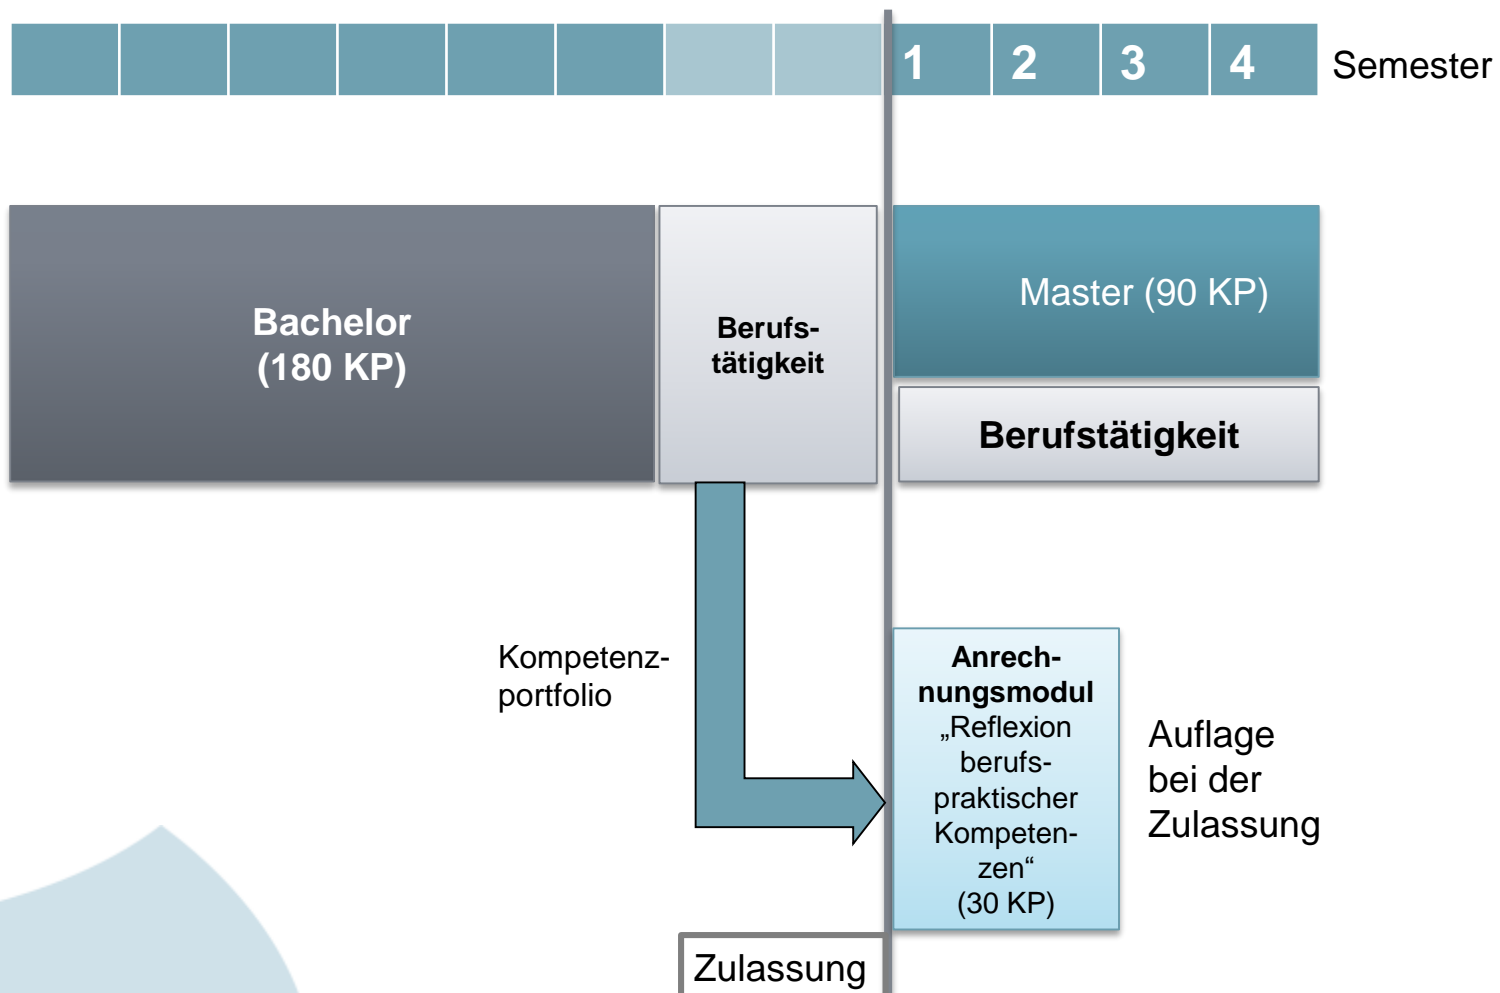 1 2 3 4 Semester
Bachelor
(180 KP)
Berufs-
tätigkeit
Master (90 KP)
Berufstätigkeit
Kompetenz-
portfolio
Anrech-
nungsmodul
„Reflexion
berufs-
praktischer
Kompeten-
zen“
(30 KP)
Auflage
bei der
Zulassung
Zulassung